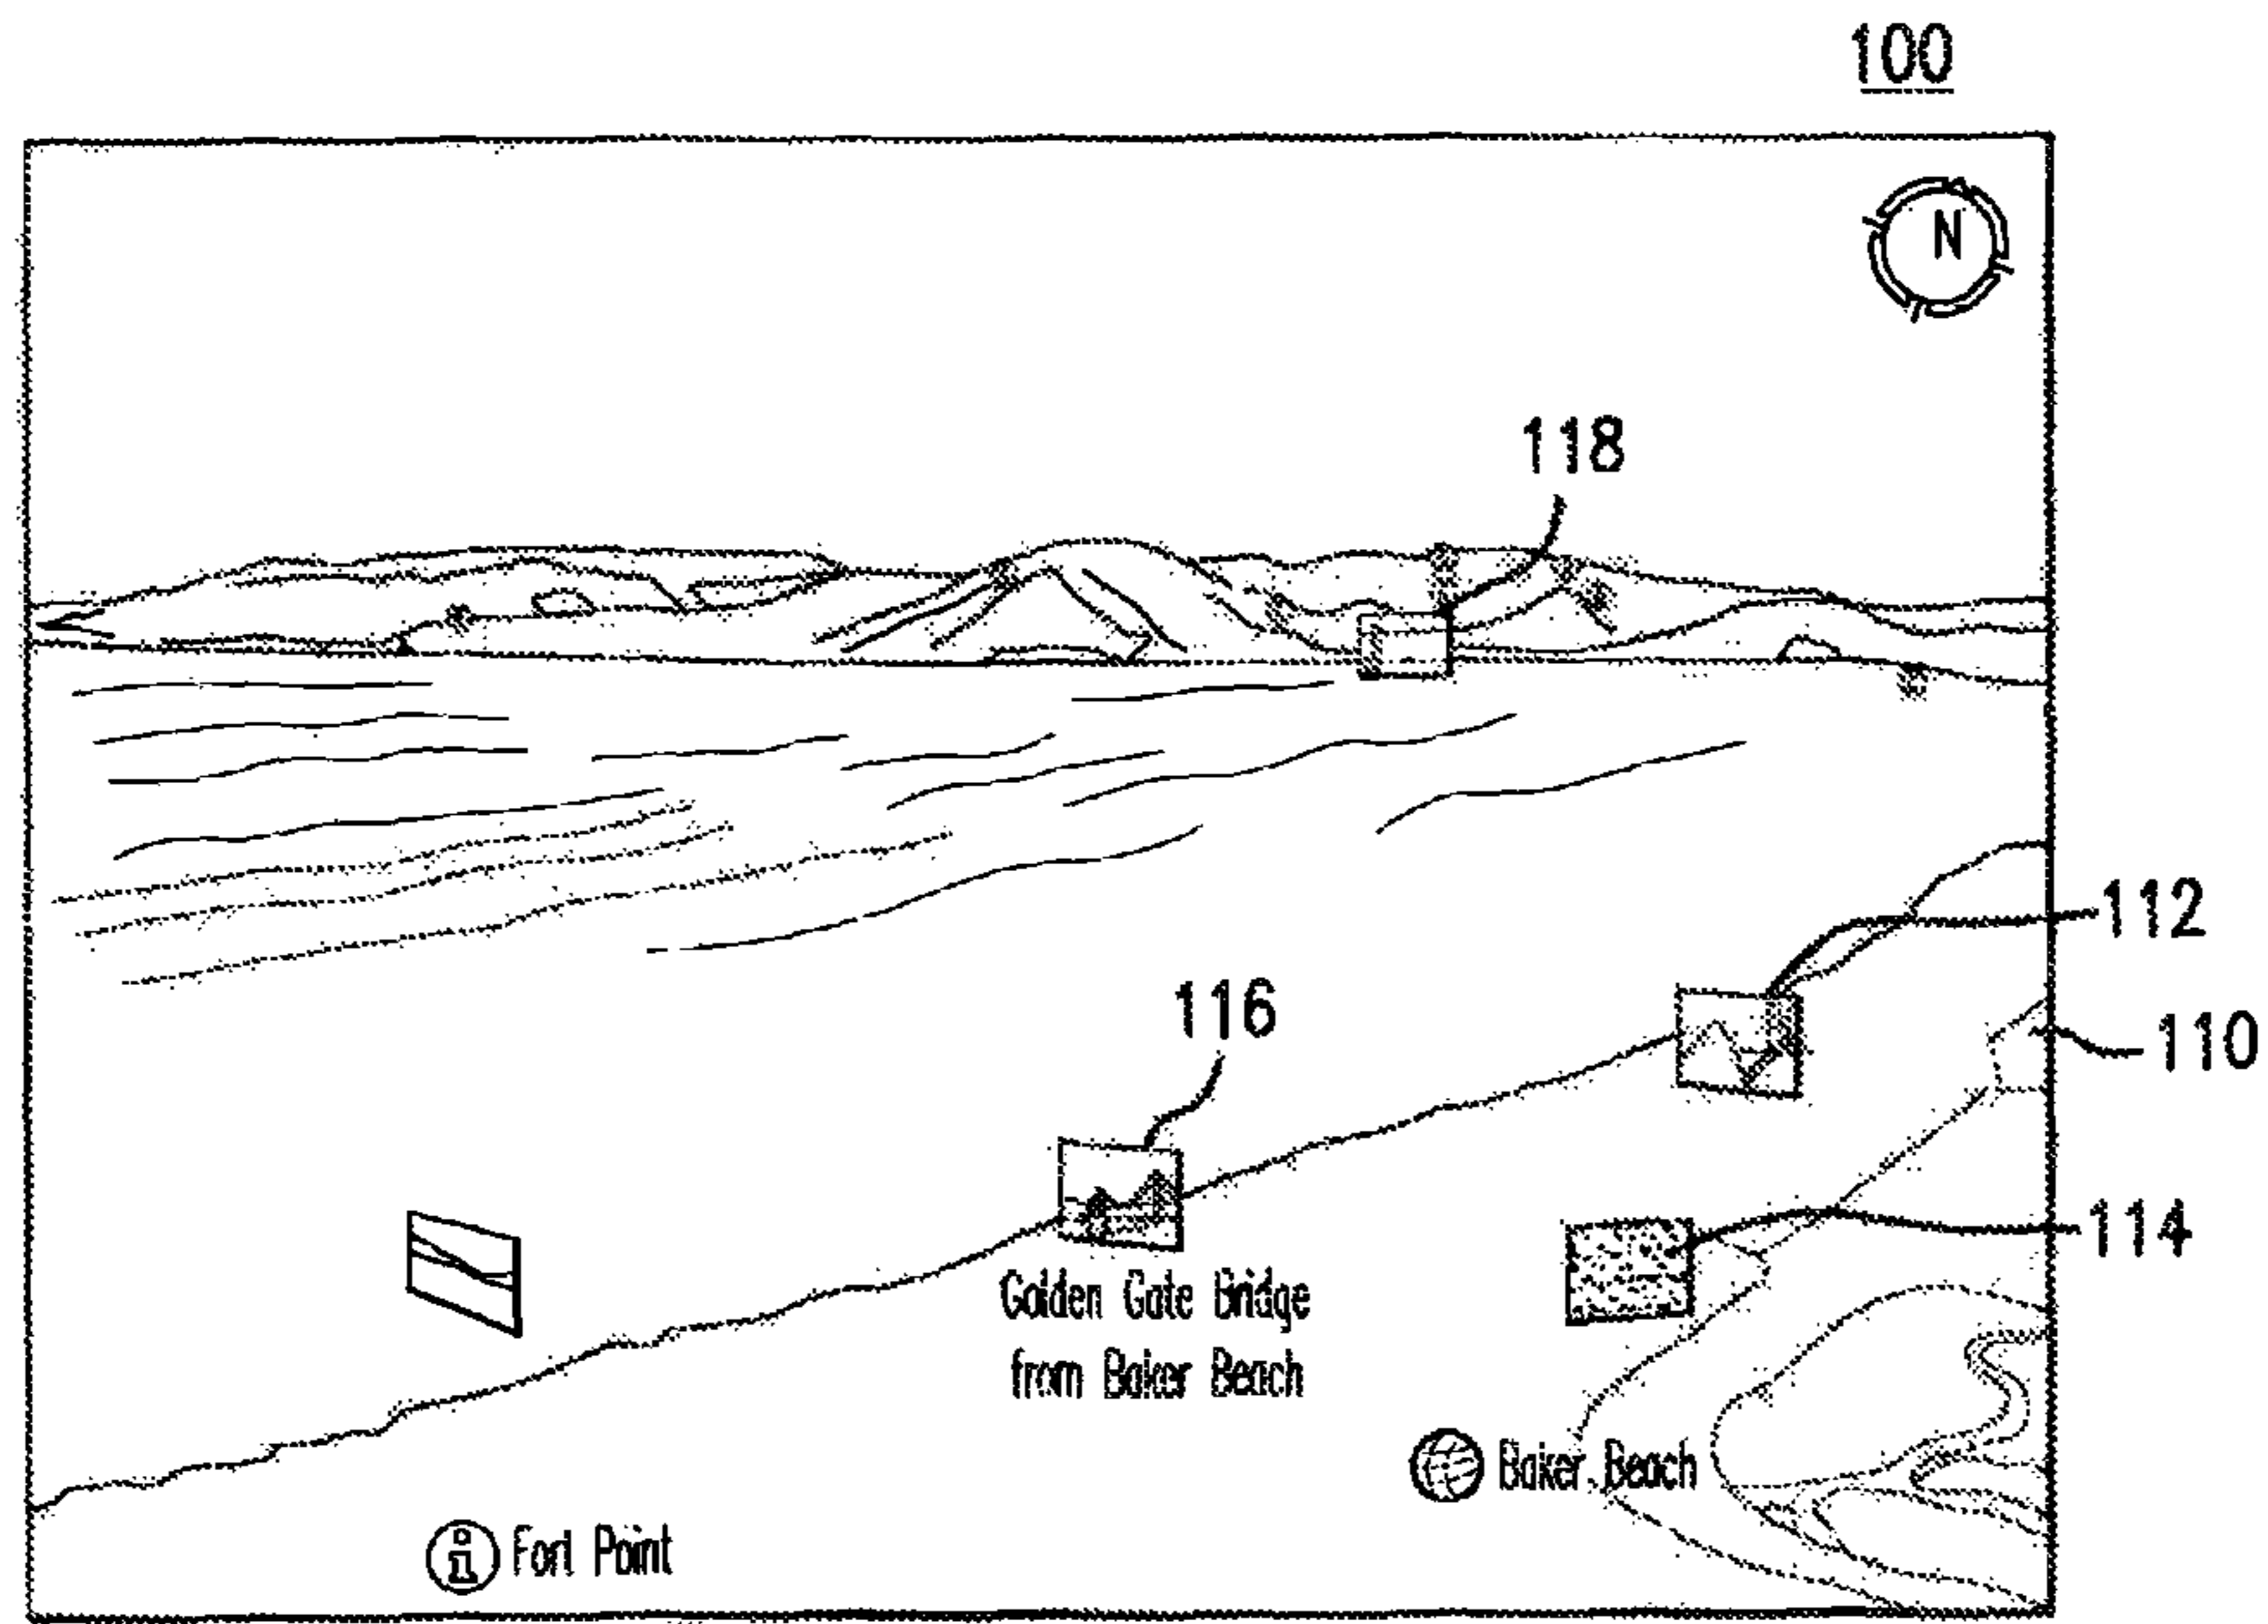 100
N
118
112
116
110
114
Golden Gate Bridge
from Baker Beach
Baker Beach
i Fort Point